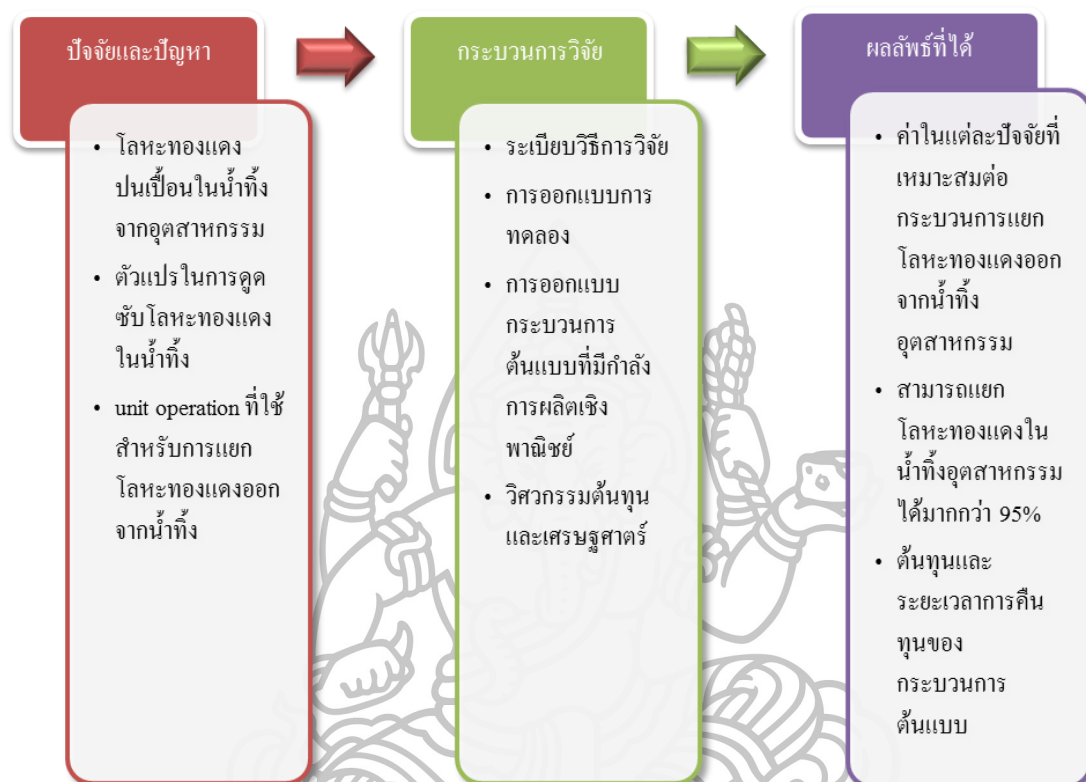 ปัจจัยและปัญหา
• โลหะทองแดง
ปนเปื้อนในน้ำทิ้ง
จากอุตสาหกรรม
• ตัวแปรในการดูด
ซับโลหะทองแดง
ในน้ำทิ้ง
• unit operation ที่ใช้
สำหรับการแยก
โลหะทองแดงออก
จากน้ำทิ้ง
กระบวนการวิจัย
• ระเบียบวิธีการวิจัย
• การออกแบบการ
ทดลอง
• การออกแบบ
กระบวนการ
ต้นแบบที่มีกำลัง
การผลิตเชิง
พาณิชย์
• วิศวกรรมต้นทุน
และเศรษฐศาตร์
ผลลัพธ์ที่ได้
• ค่าในแต่ละปัจจัยที่
เหมาะสมต่อ
กระบวนการแยก
โลหะทองแดงออก
จากน้ำทิ้ง
อุตสาหกรรม
• สามารถแยก
โลหะทองแดงใน
น้ำทิ้งอุตสาหกรรม
ได้มากกว่า 95%
• ต้นทุนและ
ระยะเวลาการคืน
ทุนของ
กระบวนการ
ต้นแบบ